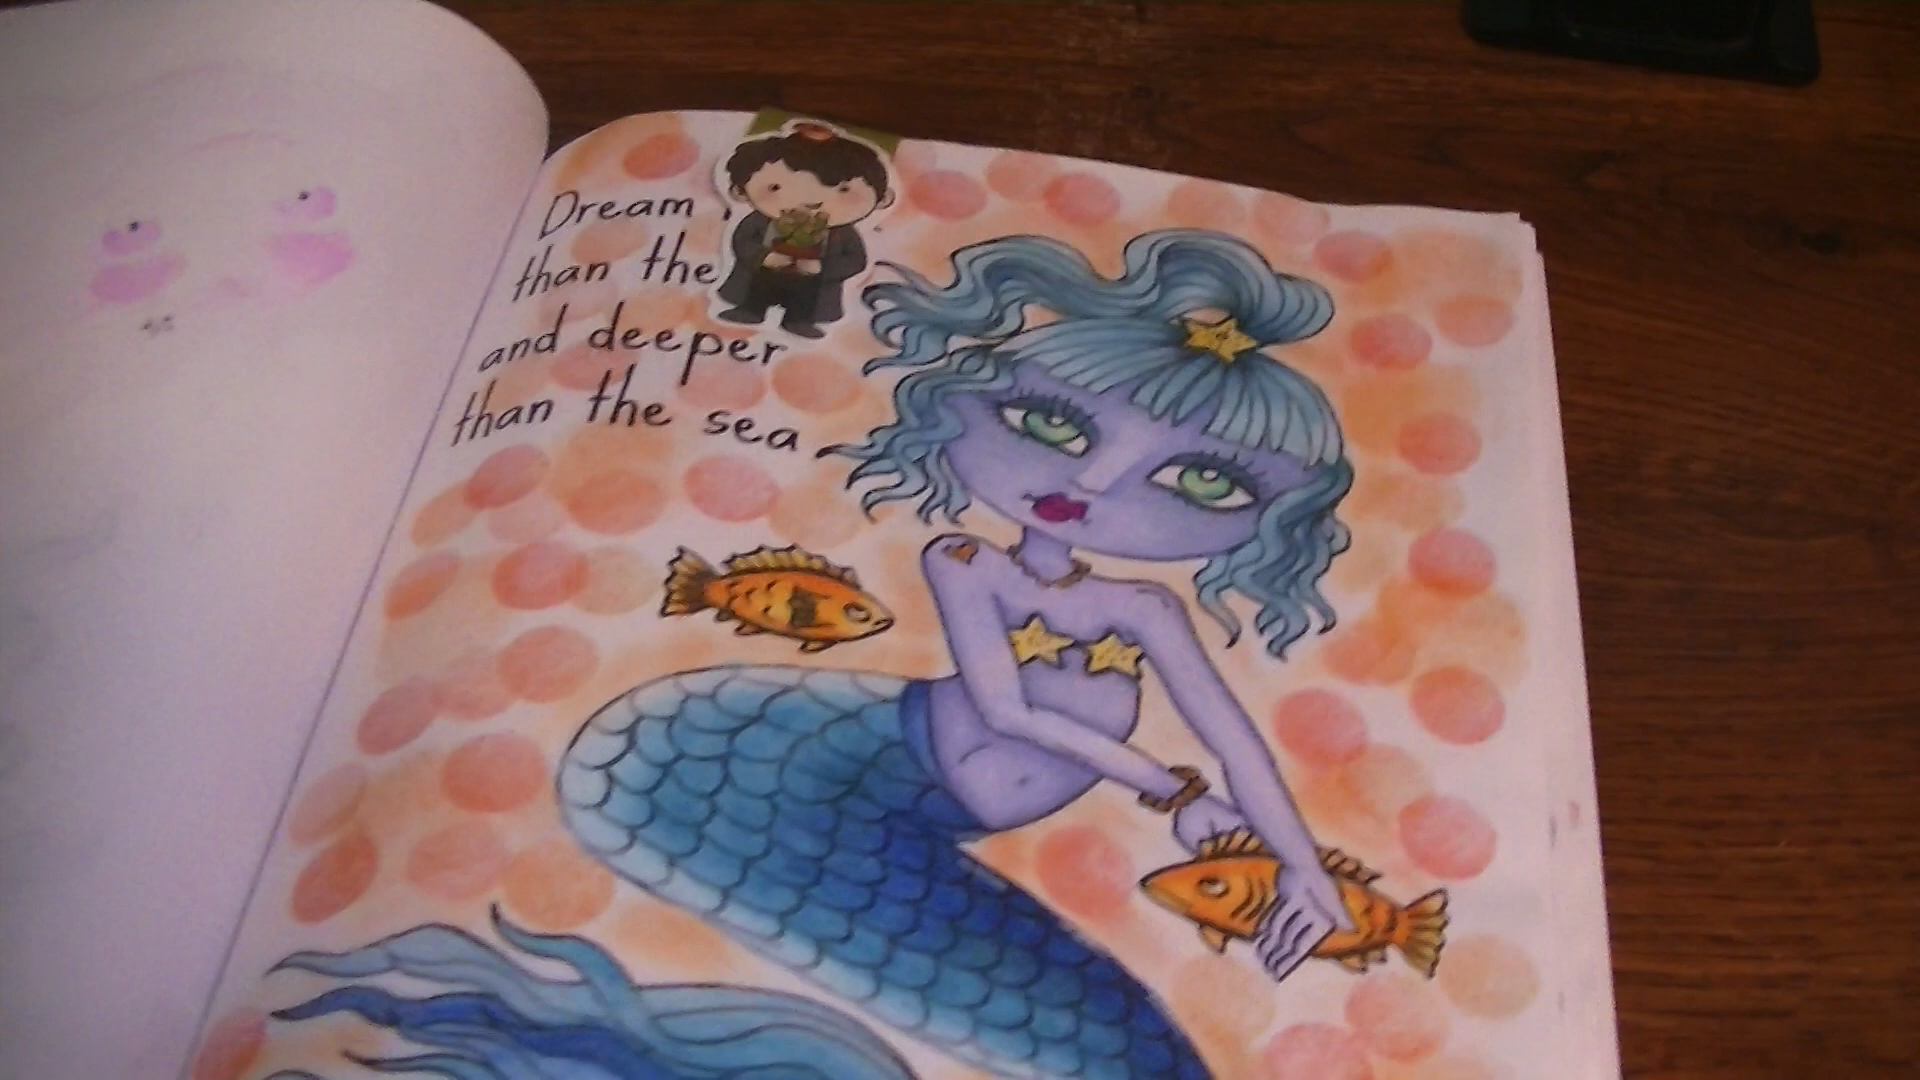 Dream
than the
and deeper
than the sea